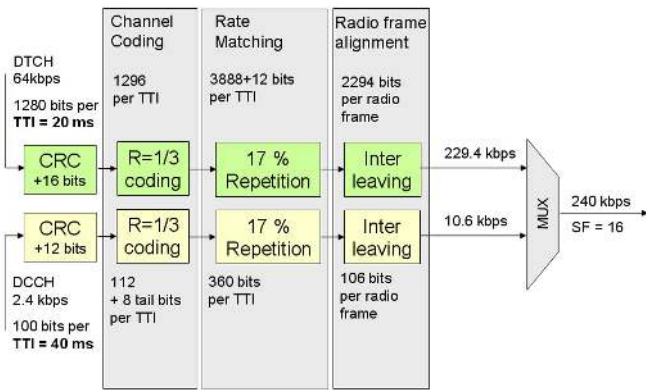 Channel
Coding
Rate
Matching
Radio frame
alignment
DTCH
64kbps
1280 bits per
TTI = 20 ms
1296
per TTI
3888+12 bits
per TTI
2294 bits
per radio
frame
CRC
+16 bits
R=1/3
coding
17 %
Repetition
Inter
leaving
229.4 kbps
CRC
+12 bits
R=1/3
coding
17 %
Repetition
Inter
leaving
10.6 kbps
MUX
240 kbps
SF = 16
DCCH
2.4 kbps
100 bits per
TTI = 40 ms
112
+ 8 tail bits
per TTI
360 bits
per TTI
106 bits
per radio
frame